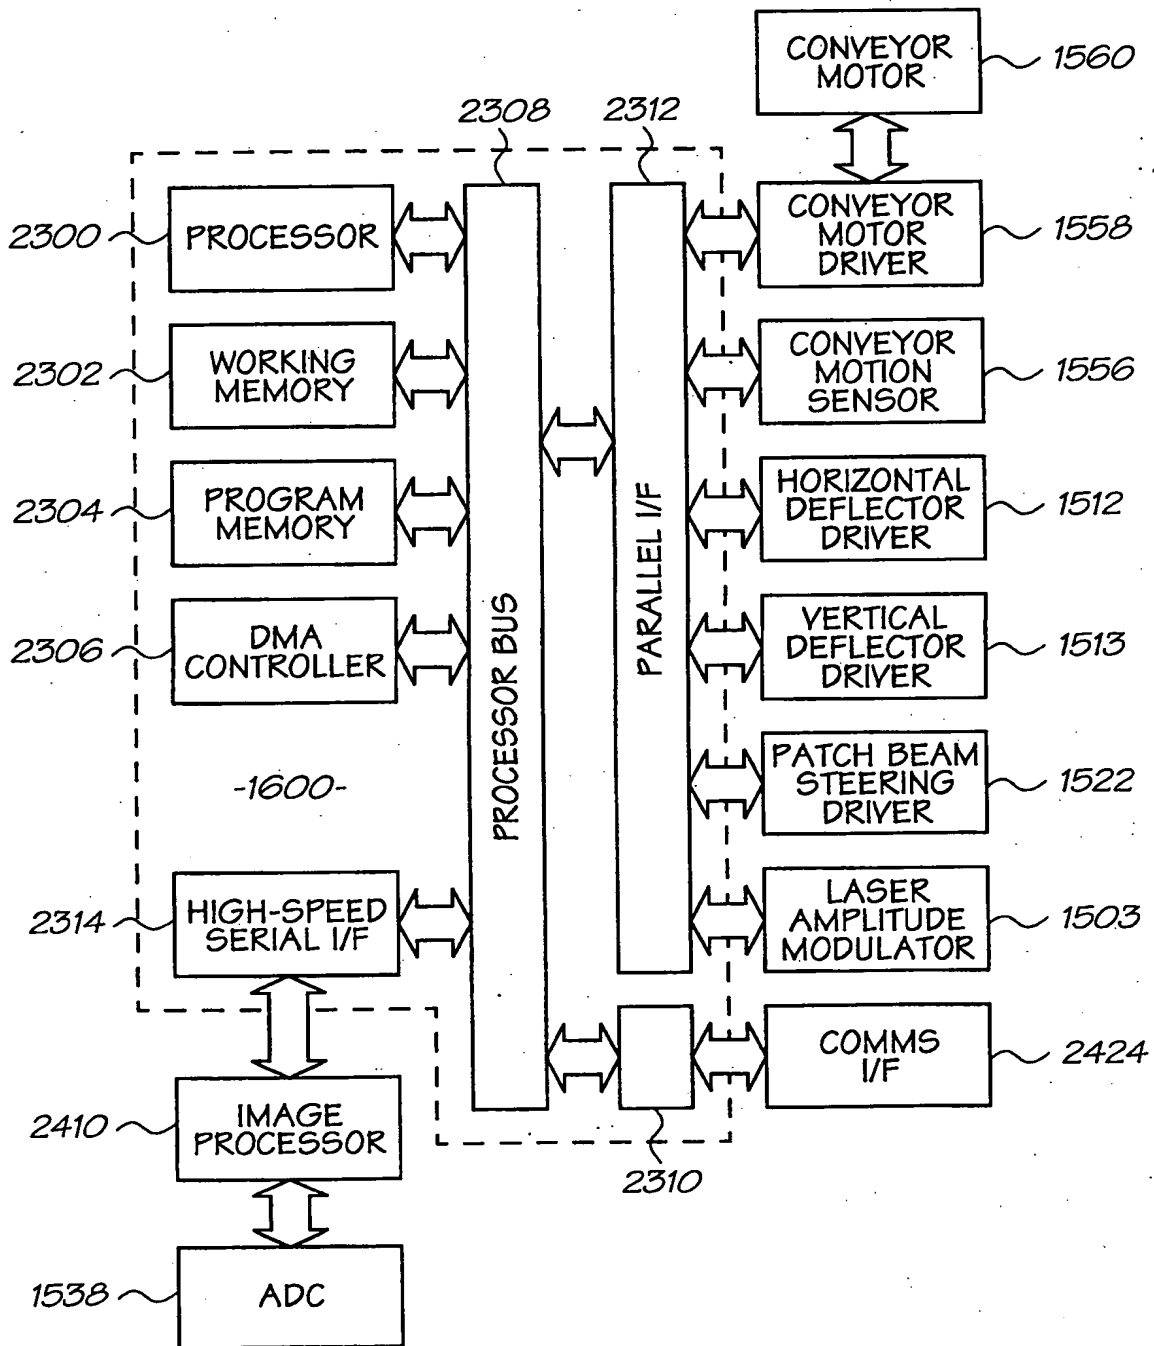 CONVEYOR
MOTOR
1560
2308
2312
2300
PROCESSOR
CONVEYOR
MOTOR
DRIVER
1558
2302
WORKING
MEMORY
CONVEYOR
MOTION
SENSOR
1556
2304
PROGRAM
MEMORY
HORIZONTAL
DEFLECTOR
DRIVER
1512
2306
DMA
CONTROLLER
PROCESSOR BUS
PARALLEL I/F
VERTICAL
DEFLECTOR
DRIVER
1513
-1600-
PATCH BEAM
STEERING
DRIVER
1522
2314
HIGH-SPEED
SERIAL I/F
LASER
AMPLITUDE
MODULATOR
1503
COMMS
I/F
2424
2410
IMAGE
PROCESSOR
2310
1538
ADC